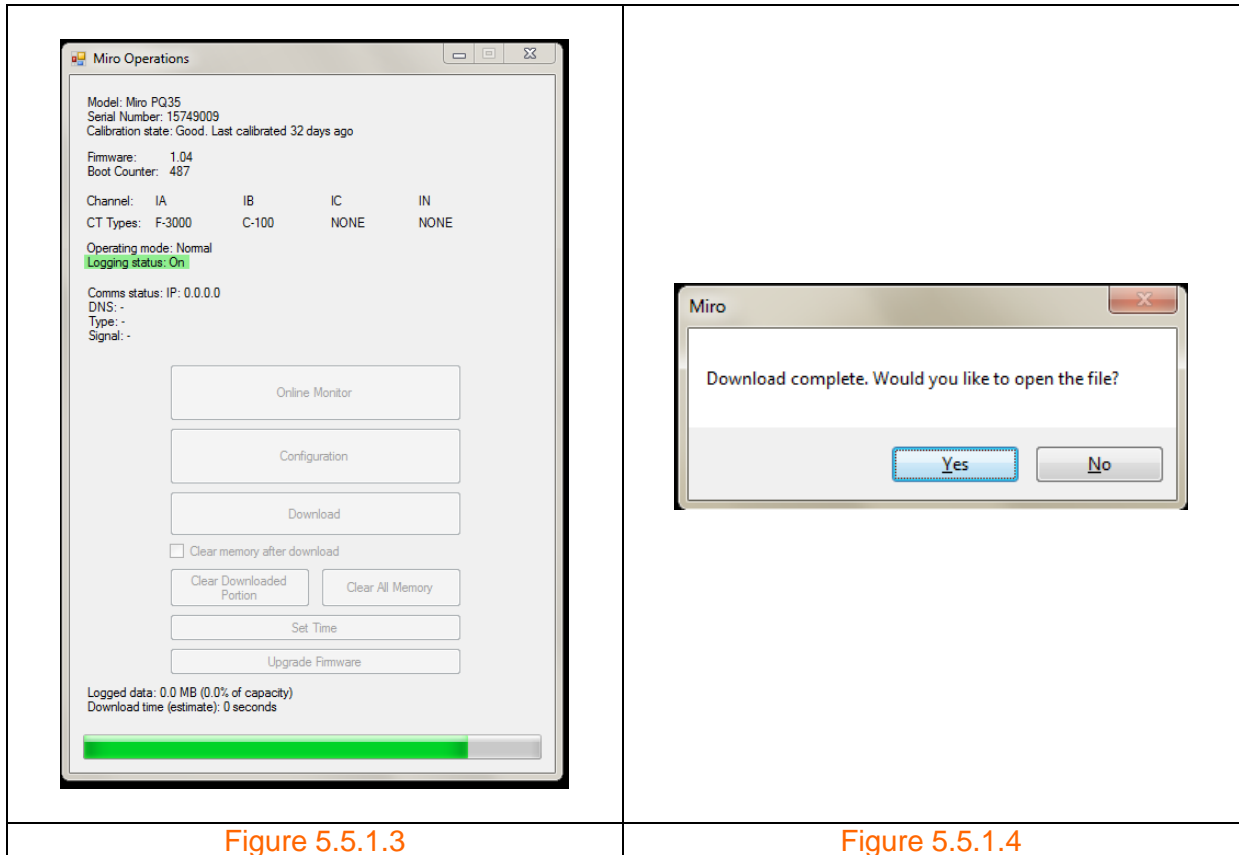 Miro Operations
Model: Miro PQ35
Serial Number: 15749009
Calibration state: Good. Last calibrated 32 days ago
Firmware: 1.04
Boot Counter: 487
Channel: IA IB IC IN
CT Types: F-3000 C-100 NONE NONE
Operating mode: Normal
Logging status: On
Comms status: IP: 0.0.0.0
DNS: -
Type: -
Signal: -
Online Monitor
Configuration
Download
Clear memory after download
Clear Downloaded
Portion
Clear All Memory
Set Time
Upgrade Firmware
Logged data: 0.0 MB (0.0% of capacity)
Download time (estimate): 0 seconds
Figure 5.5.1.3
Miro
Download complete. Would you like to open the file?
Yes No
Figure 5.5.1.4